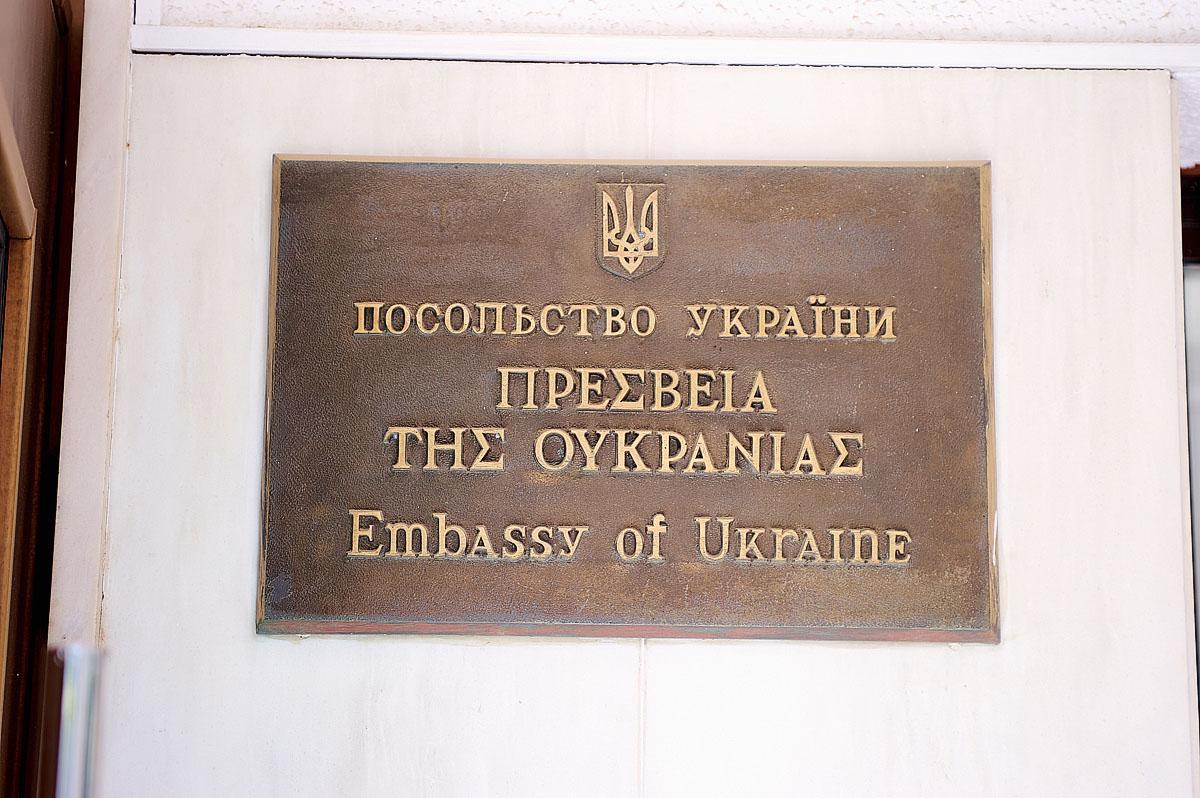 ПОСОЛЬСТВО УКРАЇНИ
ΠΡΕΣΒΕΙΑ
ΤΗΣ ΟΥΚΡΑΝΙΑΣ
Embassy of Ukraine